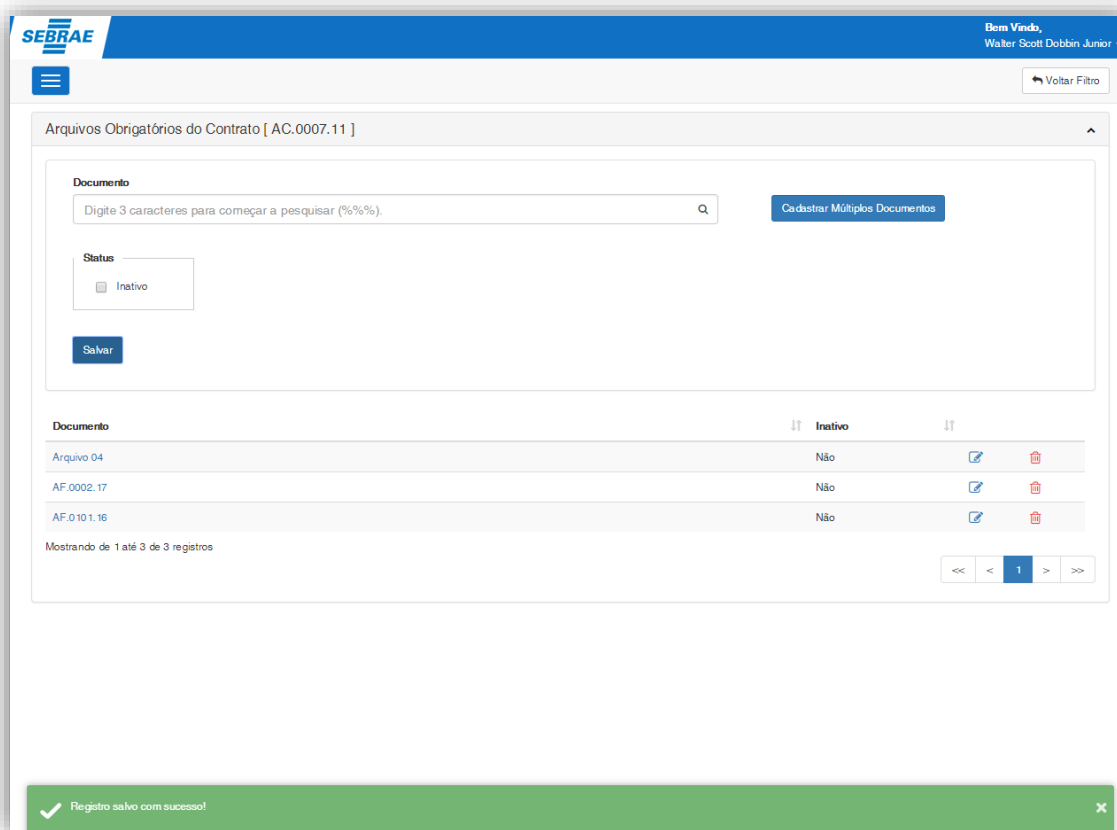 SEBRAE
Bem Vindo,
Walter Scott Dobbin Junior
Voltar Filtro
Arquivos Obrigatórios do Contrato [ AC.0007.11 ]
Documento
Digite 3 caracteres para começar a pesquisar (%%%).
Cadastrar Múltiplos Documentos
Status
Inativo
Salvar
Documento Inativo
Arquivo 04 Não
AF.0002.17 Não
AF.0101.16 Não
Mostrando de 1 até 3 de 3 registros
<< < 1 > >>
Registro salvo com sucesso!